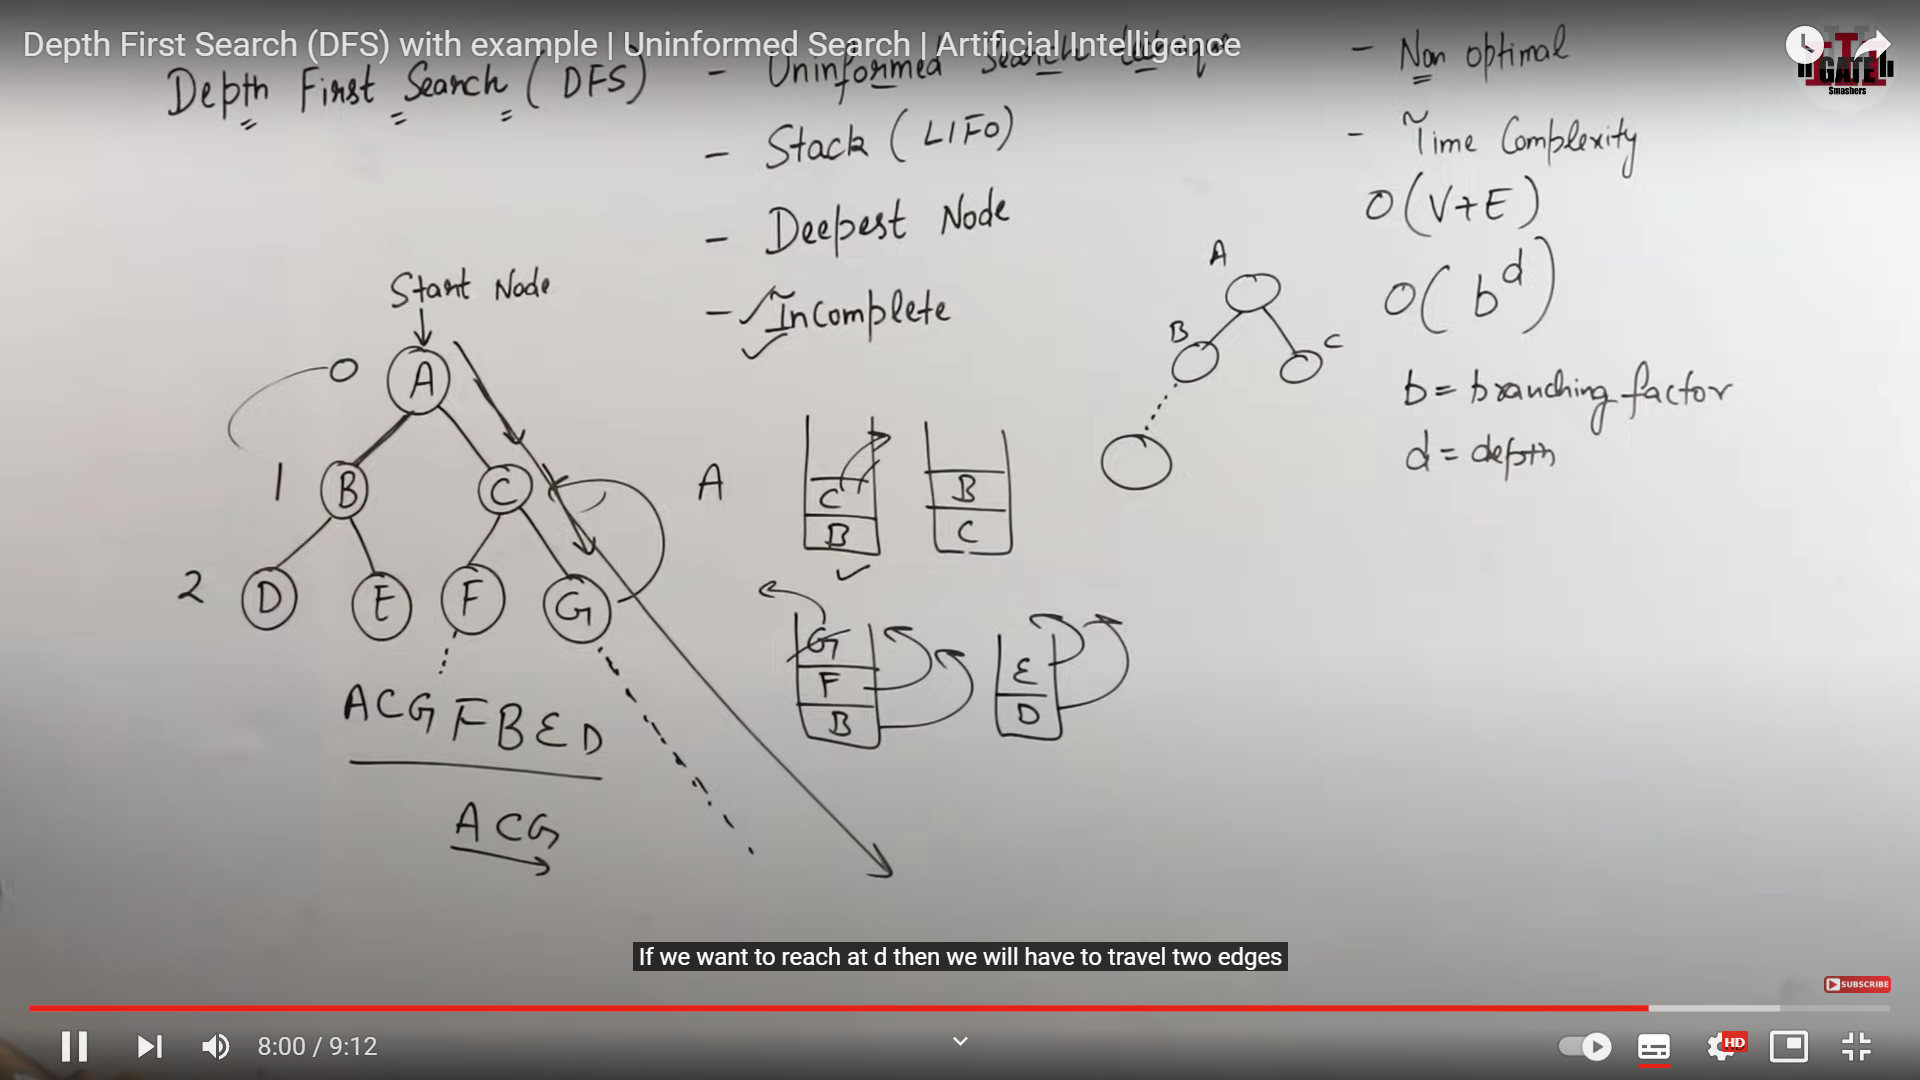 Depth First Search (DFS) with example | Uninformed Search | Artificial Intelligence
GATE
Smashers
Depth First Search (DFS)
- Uninformed Search
- Stack (LIFO)
- Deepest Node
- Incomplete
- Non optimal
- Time Complexity
O(V+E)
O(b^d)
b = branching factor
d = depth
Start Node
0 A
1 B C
2 D E F G
ACGFBED
ACG
A
C
B
B
C
G
F
B
E
D
A
B C
If we want to reach at d then we will have to travel two edges
SUBSCRIBE
8:00 / 9:12
HD